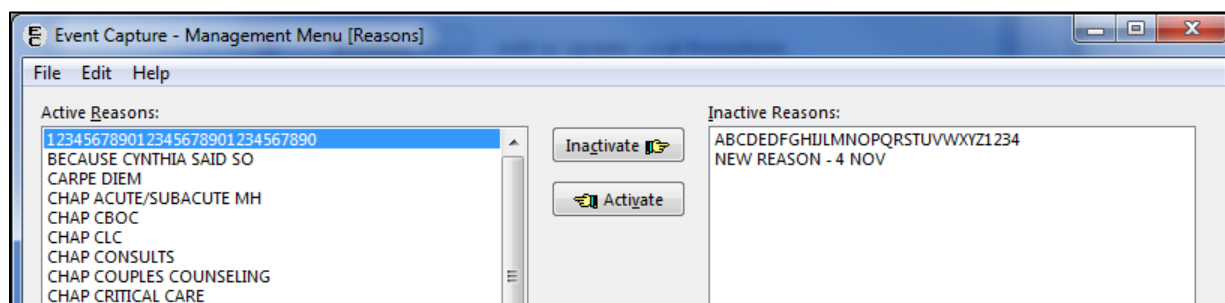 Event Capture - Management Menu [Reasons]
File Edit Help
Active Reasons:
123456789012345678901234567890
BECAUSE CYNTHIA SAID SO
CARPE DIEM
CHAP ACUTE/SUBACUTE MH
CHAP CBOC
CHAP CLC
CHAP CONSULTS
CHAP COUPLES COUNSELING
CHAP CRITICAL CARE
Inactivate
Activate
Inactive Reasons:
ABCDEDFGHIJLMNOPQRSTUVWXYZ1234
NEW REASON - 4 NOV